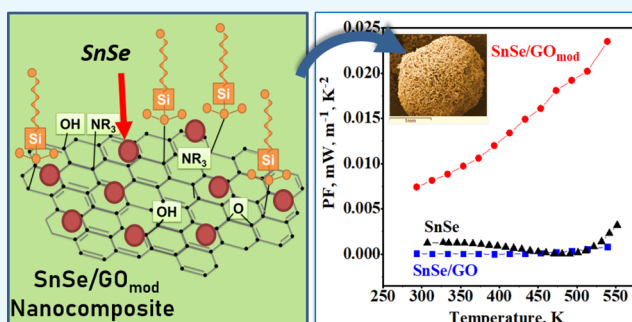 SnSe
Si
Si
Si
Si
OH
NR₃
NR₃
OH
O
SnSe/GOmod
Nanocomposite
PF, mW, m⁻¹, K⁻²
0.025
0.020
0.015
0.010
0.005
0.000
SnSe/GOmod
SnSe
SnSe/GO
250 300 350 400 450 500 550 600
Temperature, K